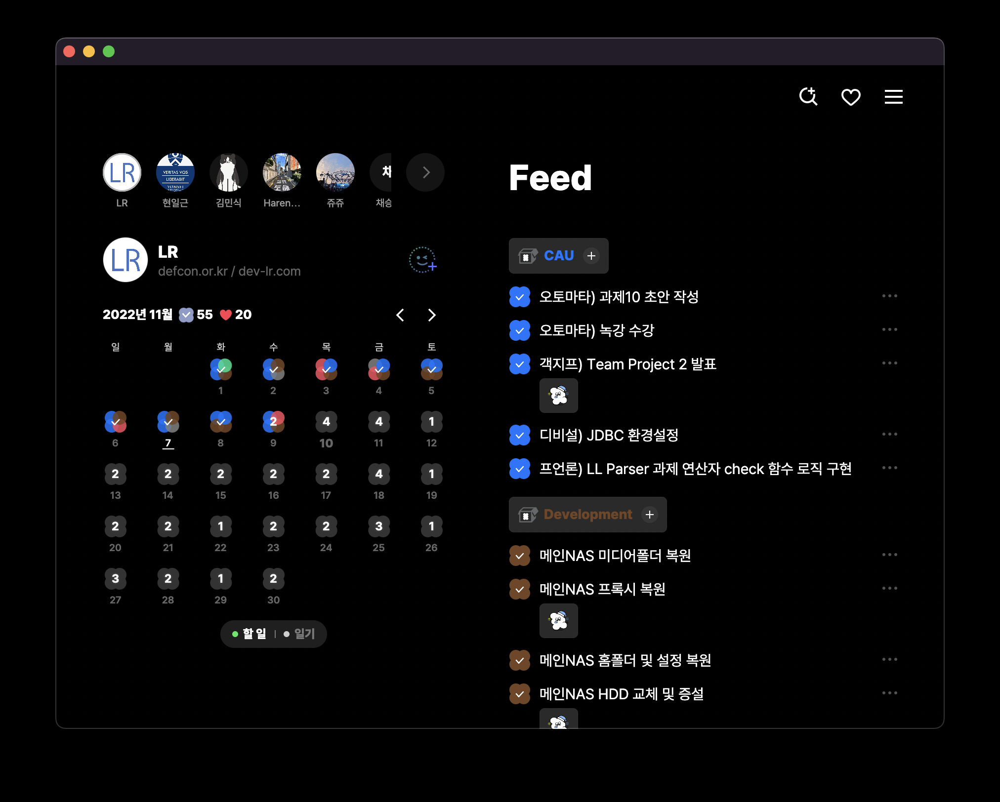 LR
VERITAS VOS
LIBERABIT
YONSEI
LR
현일근
김민식
Haren...
쥬쥬
채승
LR
LR
defcon.or.kr / dev-lr.com
2022년 11월 55 20
일 월 화 수 목 금 토
1 2 3 4 5
2 4 4 1
6 7 8 9 10 11 12
2 2 2 2 2 4 1
13 14 15 16 17 18 19
2 2 1 2 2 3 1
20 21 22 23 24 25 26
3 2 1 2
27 28 29 30
할 일 | 일기
Feed
CAU +
오토마타) 과제10 초안 작성
오토마타) 녹강 수강
객지프) Team Project 2 발표
디비설) JDBC 환경설정
프언론) LL Parser 과제 연산자 check 함수 로직 구현
Development +
메인NAS 미디어폴더 복원
메인NAS 프록시 복원
메인NAS 홈폴더 및 설정 복원
메인NAS HDD 교체 및 증설